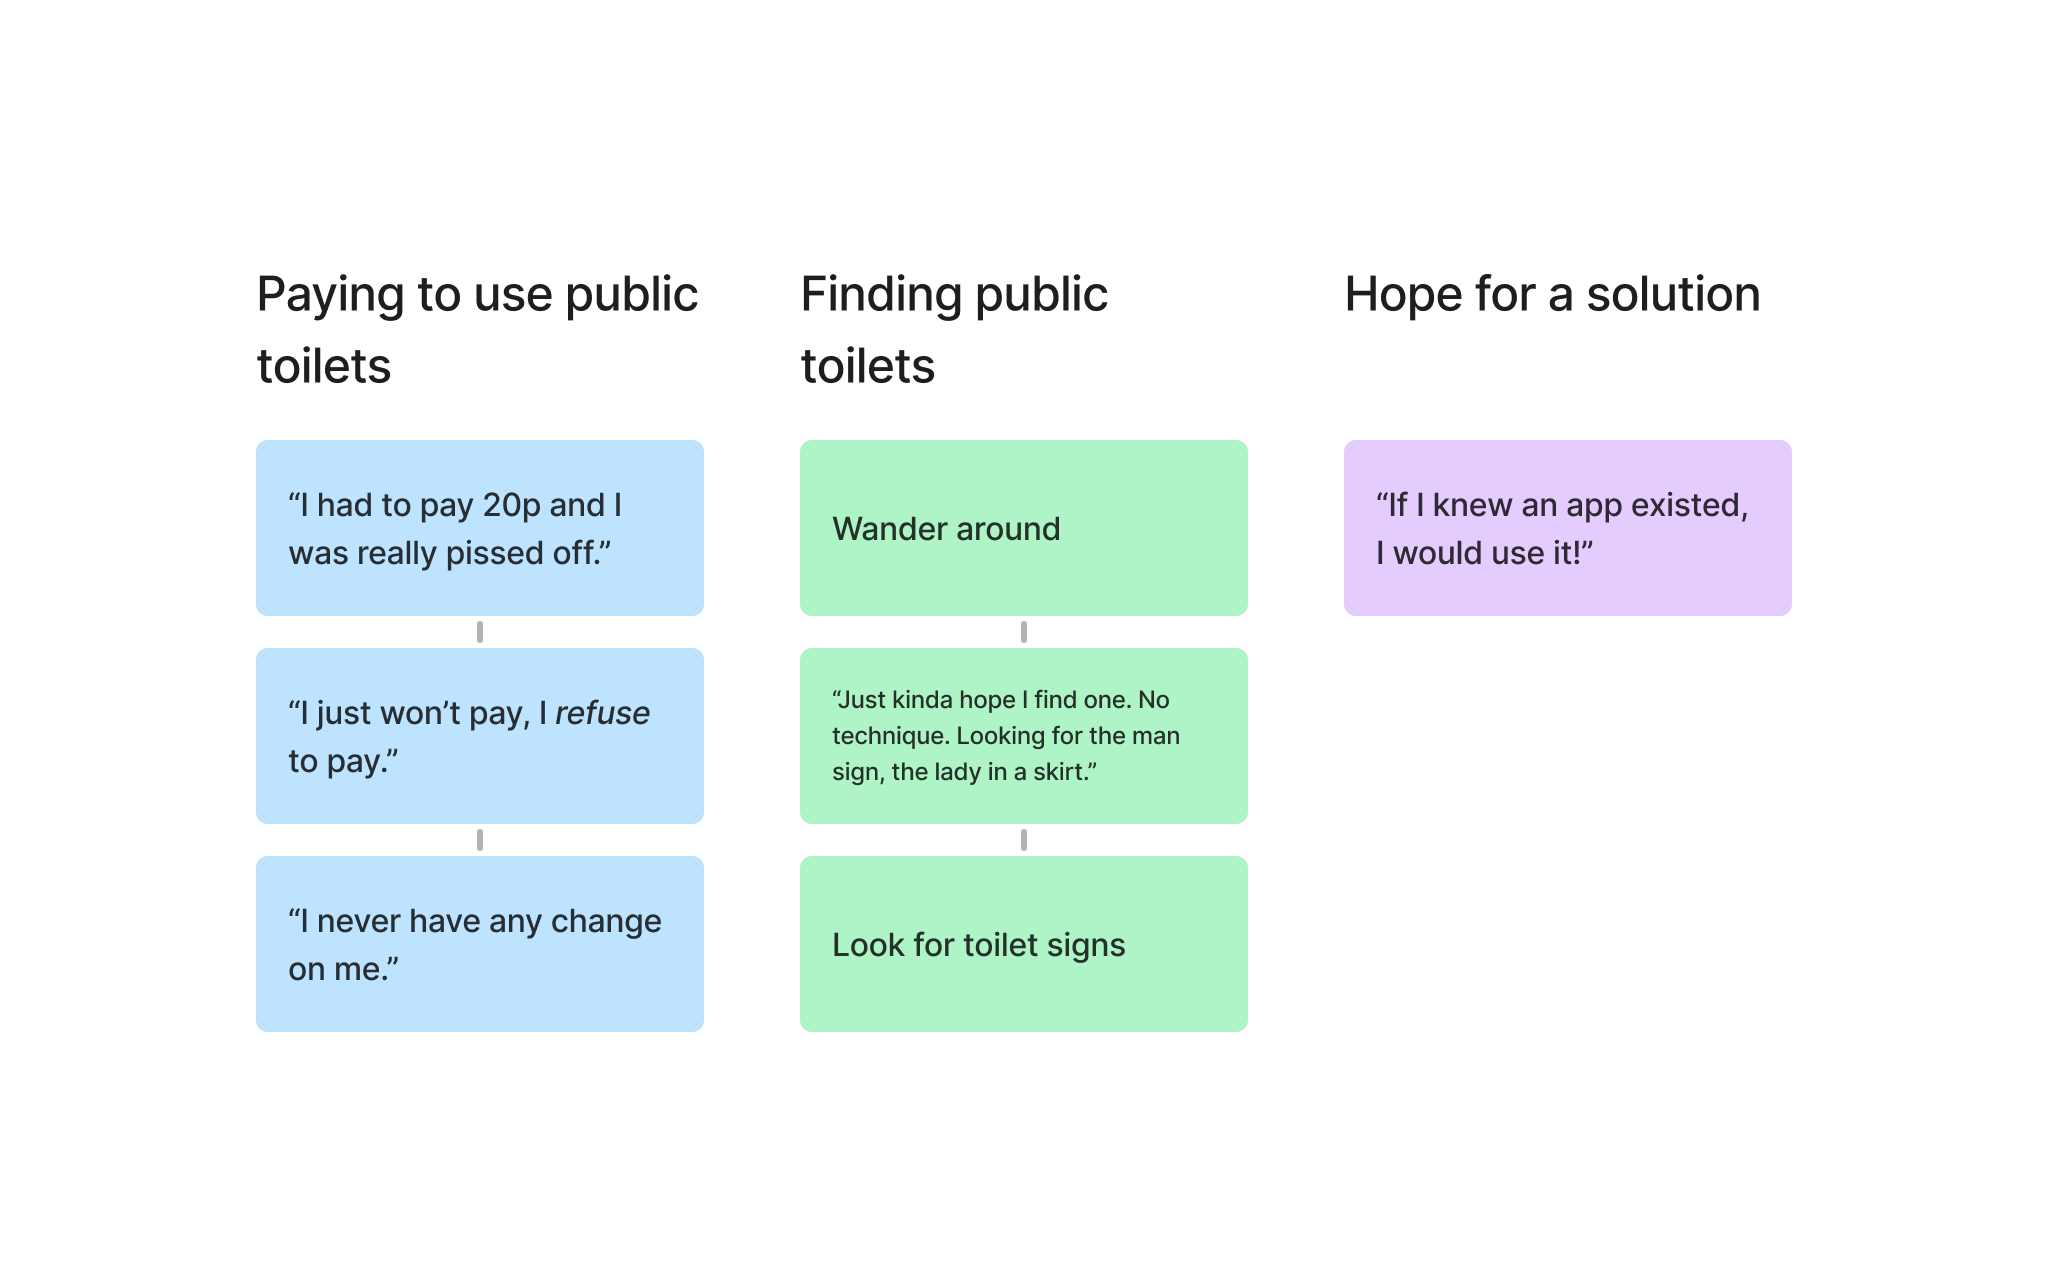 Paying to use public
toilets
“I had to pay 20p and I
was really pissed off.”
“I just won’t pay, I refuse
to pay.”
“I never have any change
on me.”
Finding public
toilets
Wander around
“Just kinda hope I find one. No
technique. Looking for the man
sign, the lady in a skirt.”
Look for toilet signs
Hope for a solution
“If I knew an app existed,
I would use it!”